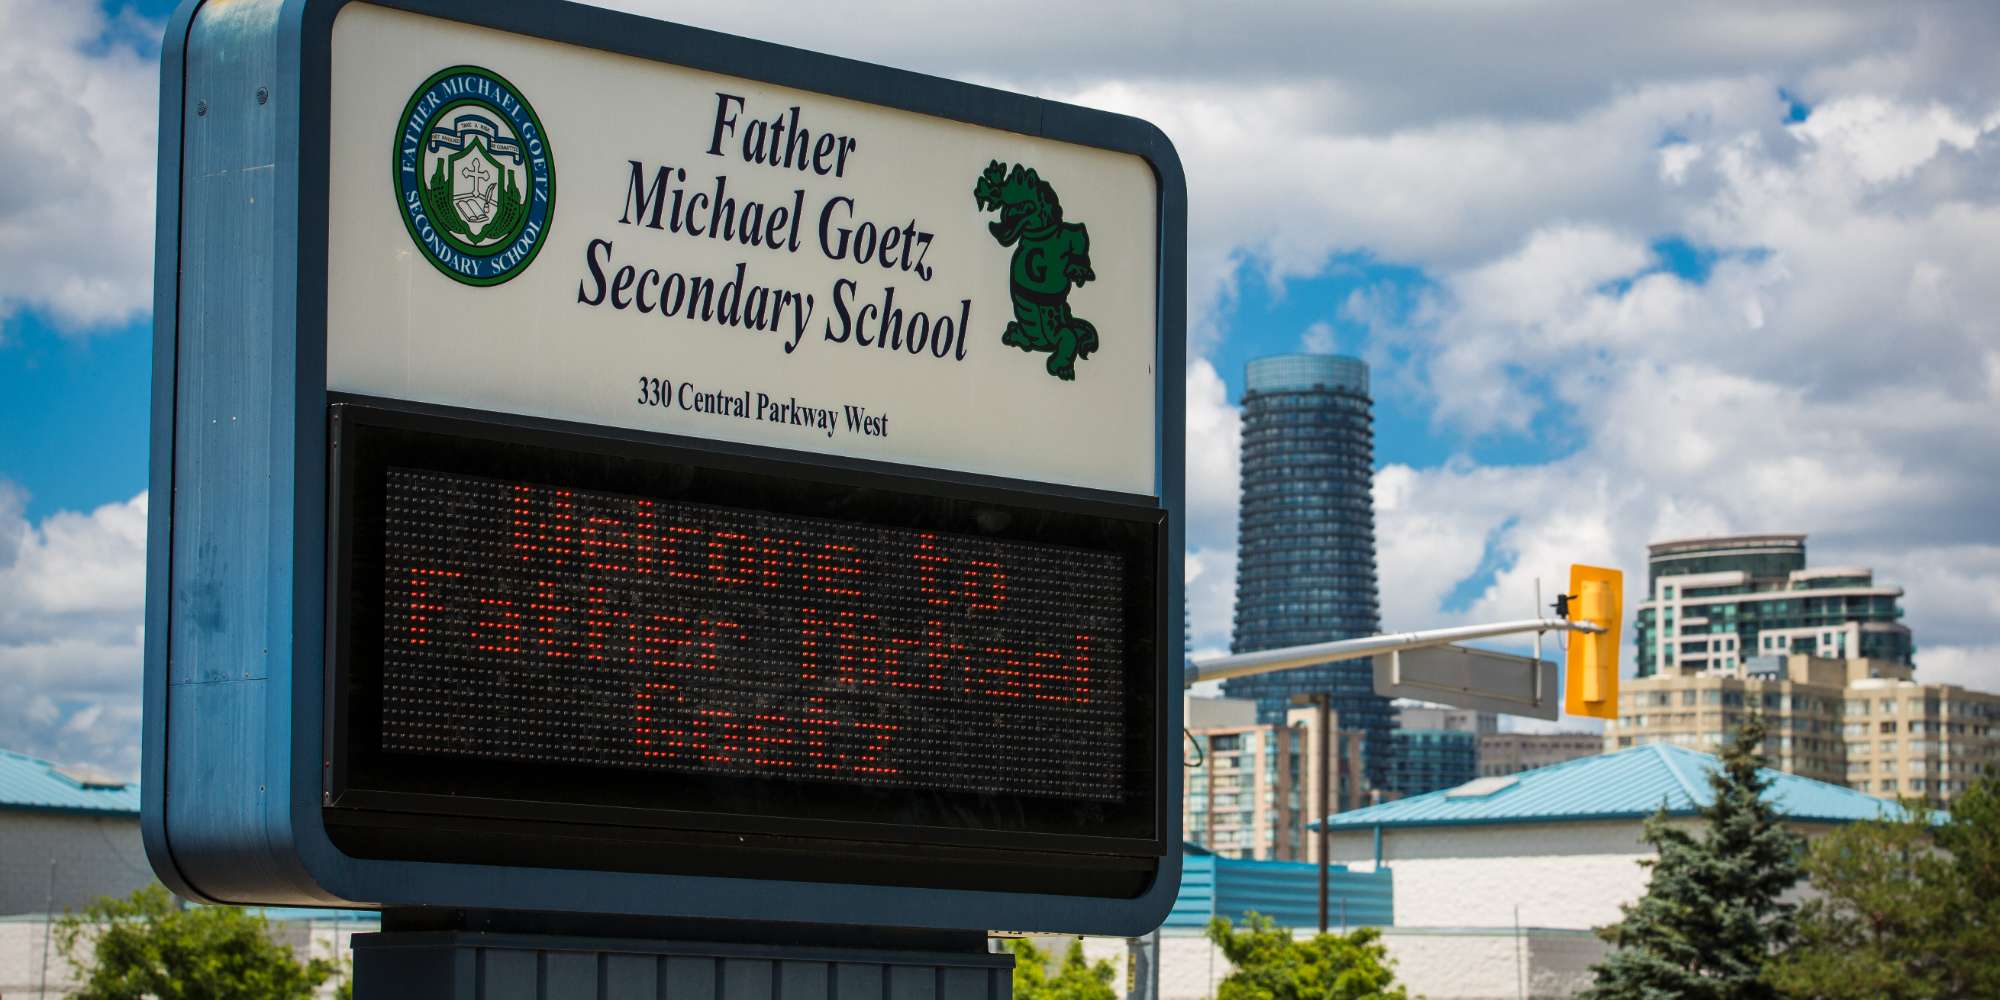 FATHER MICHAEL GOETZ
SECONDARY SCHOOL
Father
Michael Goetz
Secondary School
G
330 Central Parkway West
Welcome to
Father Michael
Goetz